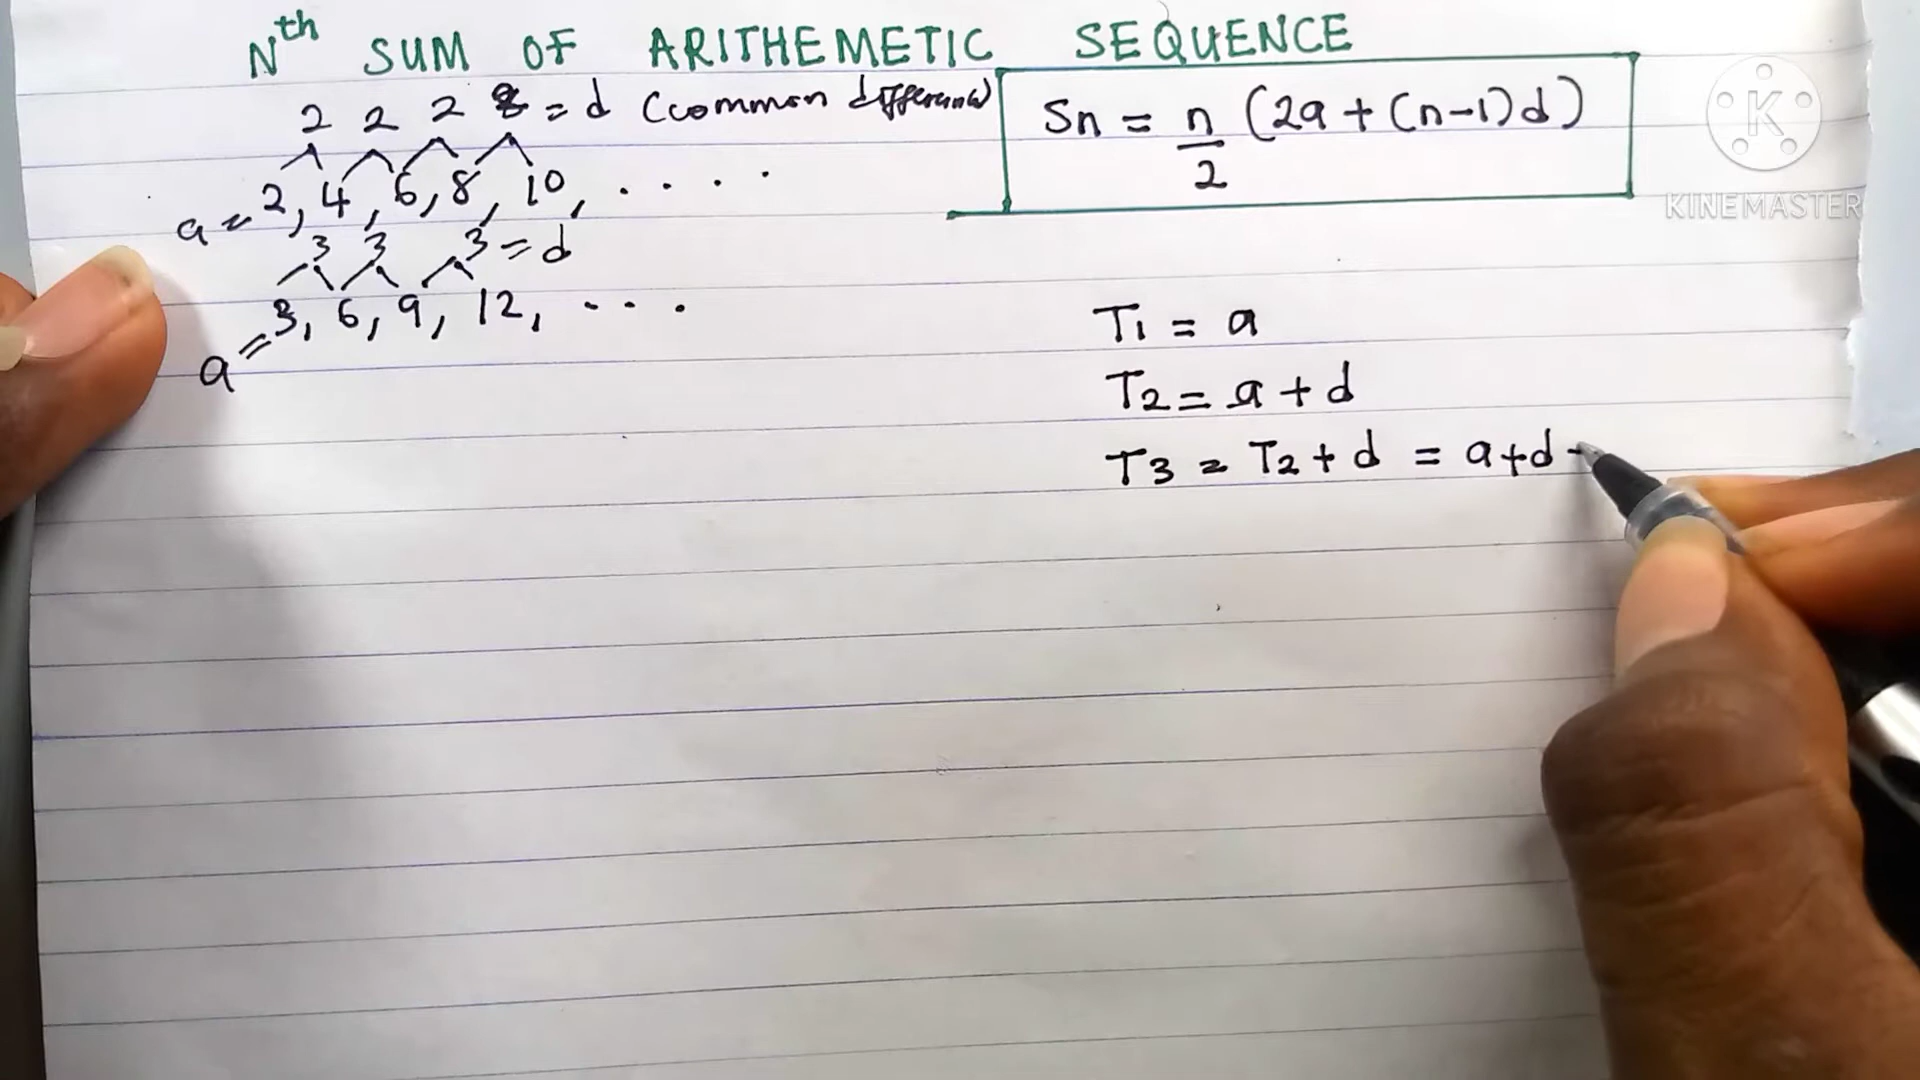 Nth SUM OF ARITHEMETIC SEQUENCE
2 2 2 2 = d (common difference)
a = 2, 4, 6, 8, 10, . . . .
3 3 3 = d
a = 3, 6, 9, 12, . . .
Sn = n/2 (2a + (n-1)d)
K
KINEMASTER
T1 = a
T2 = a + d
T3 = T2 + d = a+d